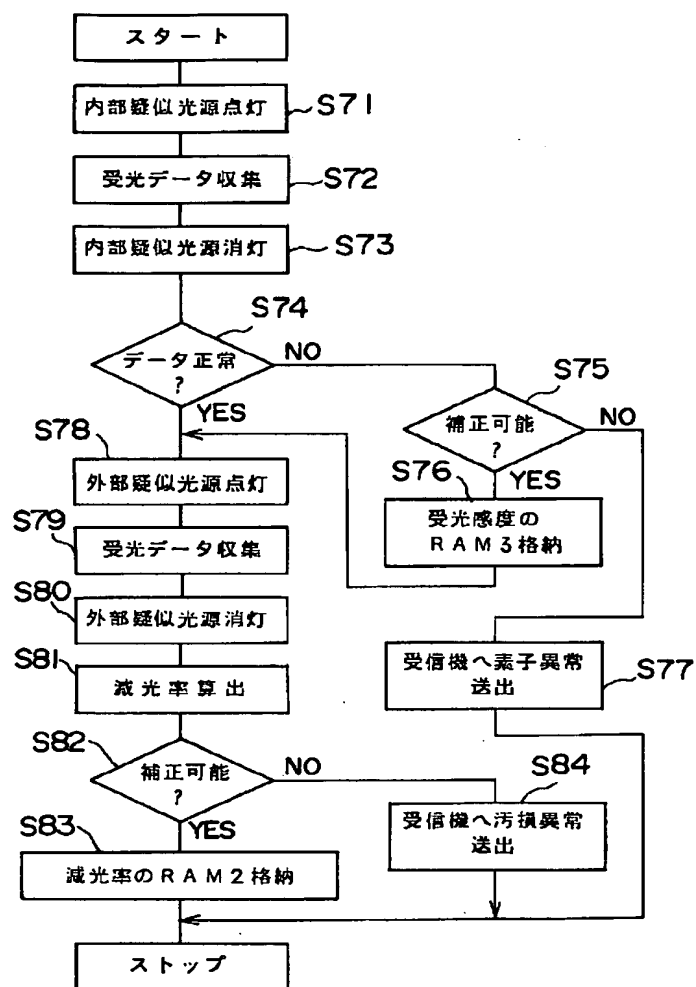 スタート
内部疑似光源点灯
S71
受光データ収集
S72
内部疑似光源消灯
S73
S74
データ正常
?
NO
YES
S75
補正可能
?
NO
YES
S76
受光感度の
RAM3格納
S78
外部疑似光源点灯
S79
受光データ収集
S80
外部疑似光源消灯
S81
減光率算出
受信機へ素子異常
送出
S77
S82
補正可能
?
NO
YES
S84
受信機へ汚損異常
送出
S83
減光率のRAM2格納
ストップ